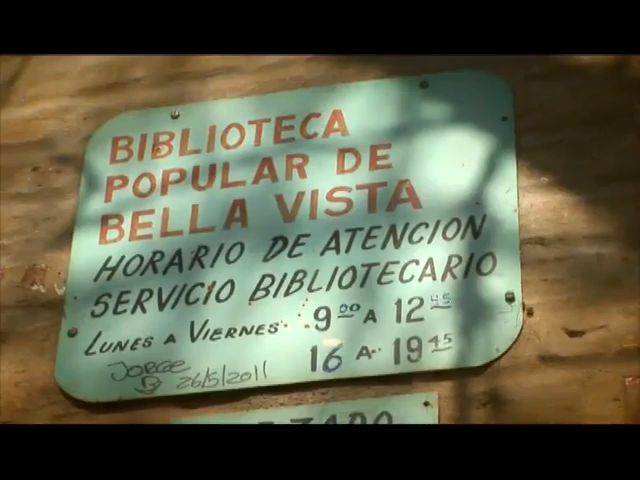 BIBLIOTECA
POPULAR DE
BELLA VISTA
HORARIO DE ATENCION
SERVICIO BIBLIOTECARIO
LUNES A VIERNES: 9 00 A 12 45
16 A 19 45
JORGE
B 26/5/2011